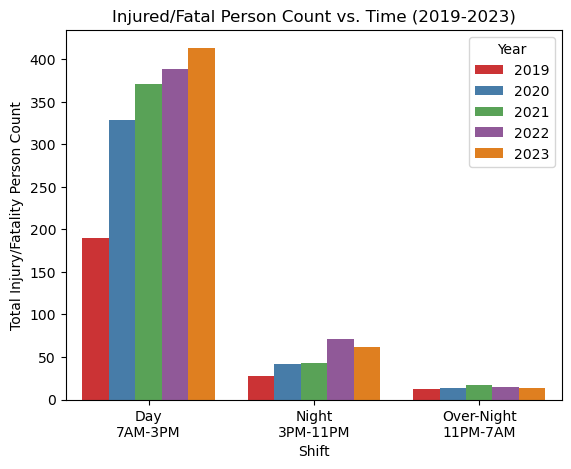 Injured/Fatal Person Count vs. Time (2019-2023)
Total Injury/Fatality Person Count
400
350
300
250
200
150
100
50
0
Year
2019
2020
2021
2022
2023
Day
7AM-3PM
Night
3PM-11PM
Over-Night
11PM-7AM
Shift